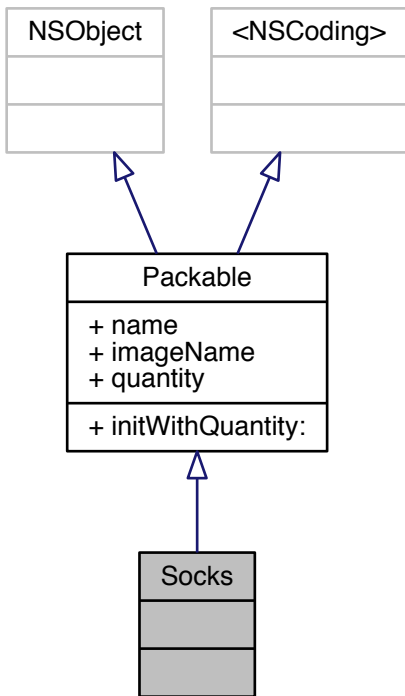 NSObject
<NSCoding>
Packable
+ name
+ imageName
+ quantity
+ initWithQuantity:
Socks